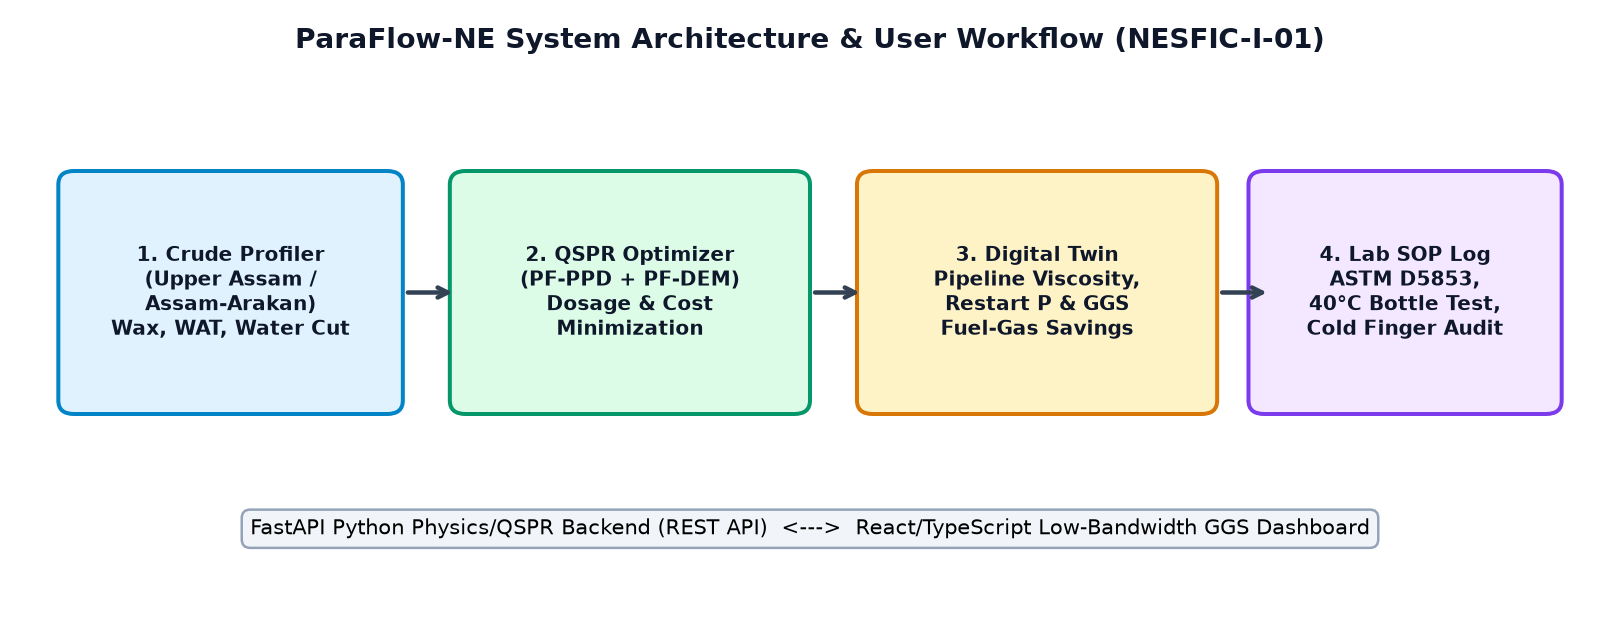 ParaFlow-NE System Architecture & User Workflow (NESFIC-I-01)
1. Crude Profiler
(Upper Assam /
Assam-Arakan)
Wax, WAT, Water Cut
2. QSPR Optimizer
(PF-PPD + PF-DEM)
Dosage & Cost
Minimization
3. Digital Twin
Pipeline Viscosity,
Restart P & GGS
Fuel-Gas Savings
4. Lab SOP Log
ASTM D5853,
40°C Bottle Test,
Cold Finger Audit
FastAPI Python Physics/QSPR Backend (REST API)  <--->  React/TypeScript Low-Bandwidth GGS Dashboard